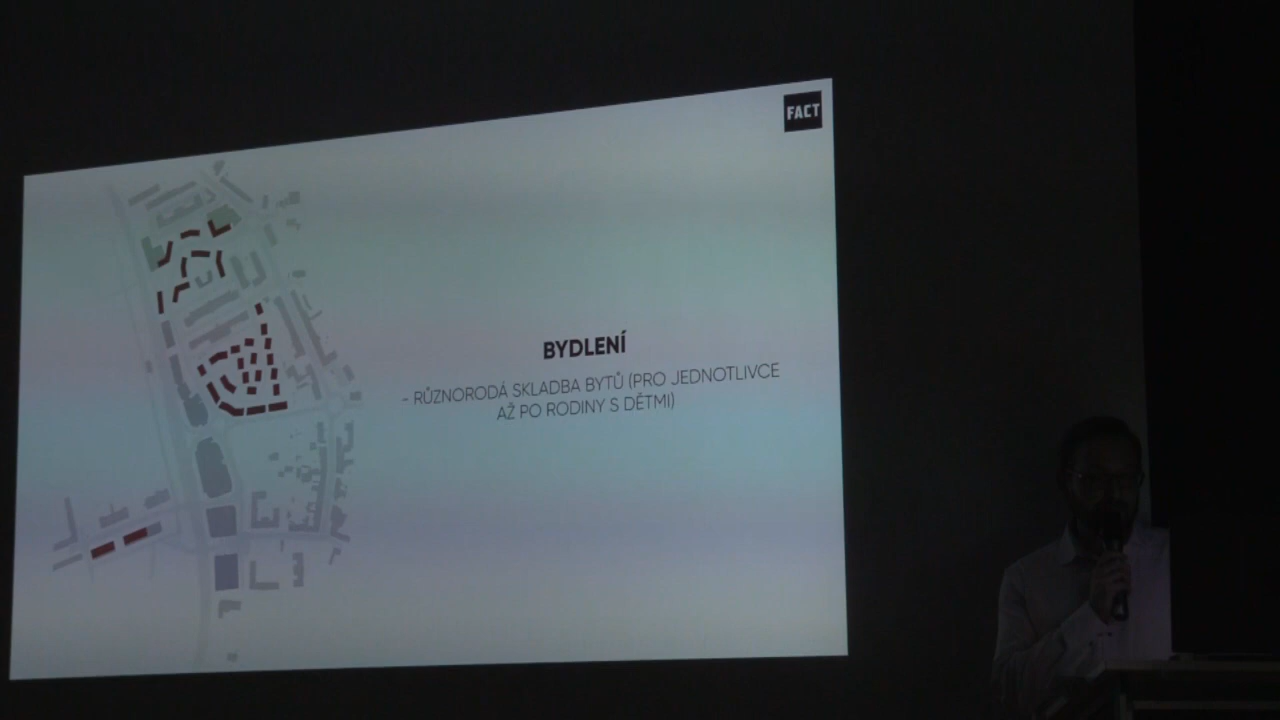 FACT
BYDLENÍ
- RŮZNORODÁ SKLADBA BYTŮ (PRO JEDNOTLIVCE
AŽ PO RODINY S DĚTMI)